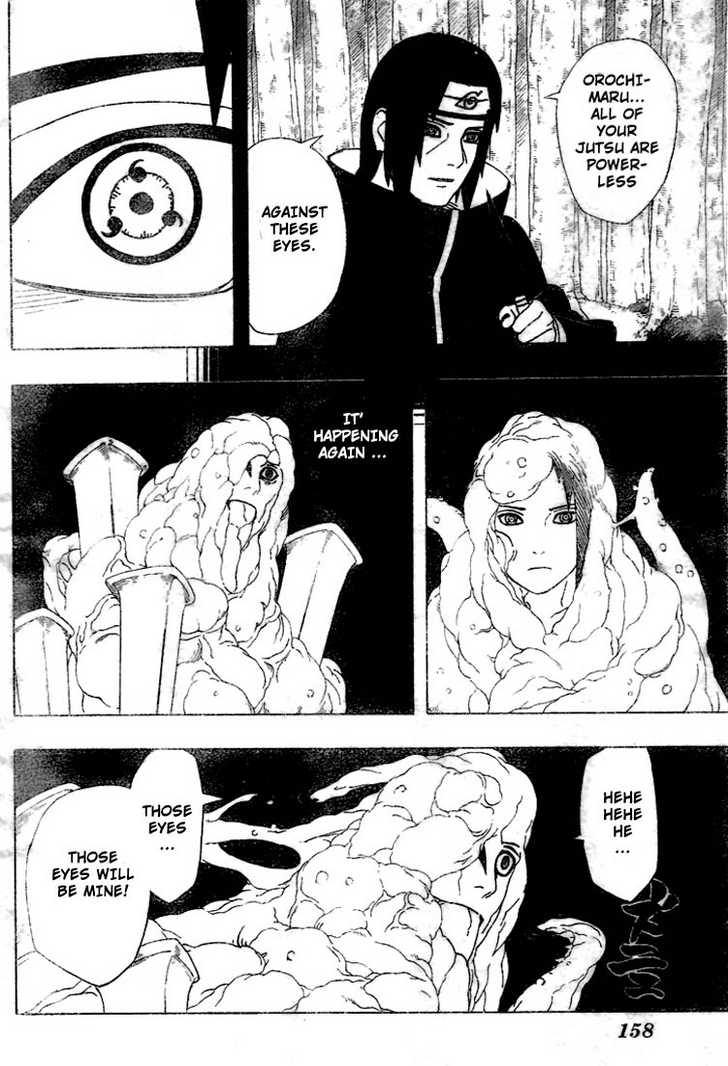 OROCHI-
MARU...
ALL OF
YOUR
JUTSU ARE
POWER-
LESS
AGAINST
THESE
EYES.
IT'
HAPPENING
AGAIN ...
HEHE
HEHE
HE
...
THOSE
EYES
...
THOSE
EYES WILL
BE MINE!
158